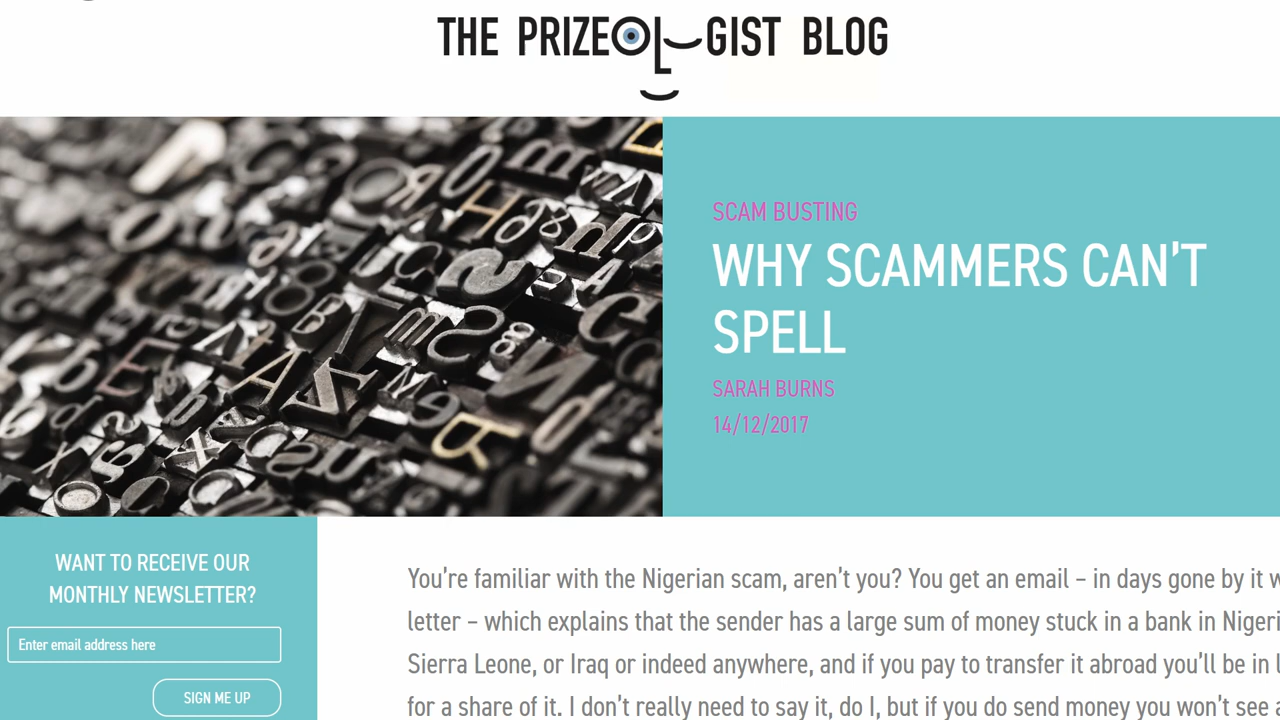 THE PRIZEOLOGIST BLOG
SCAM BUSTING
WHY SCAMMERS CAN'T
SPELL
SARAH BURNS
14/12/2017
WANT TO RECEIVE OUR
MONTHLY NEWSLETTER?
Enter email address here
SIGN ME UP
You're familiar with the Nigerian scam, aren't you? You get an email – in days gone by it
letter – which explains that the sender has a large sum of money stuck in a bank in
Sierra Leone, or Iraq or indeed anywhere, and if you pay to transfer it abroad you'll be in
for a share of it. I don't really need to say it, do I, but if you do send money you won't see